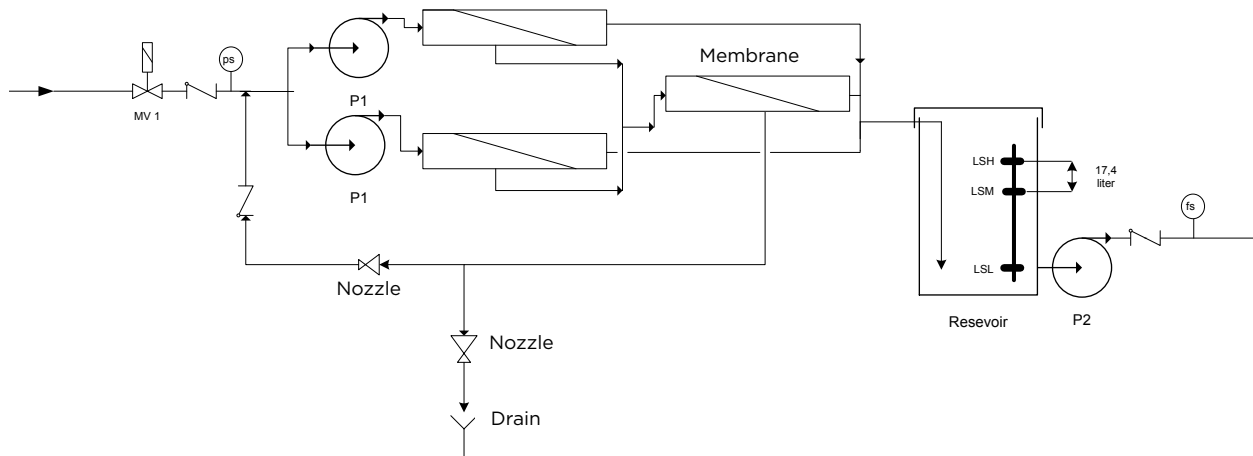 Membrane
ps
MV 1
P1
P1
LSH
LSM
LSL
17,4
liter
fs
Nozzle
Resevoir
P2
Nozzle
Drain